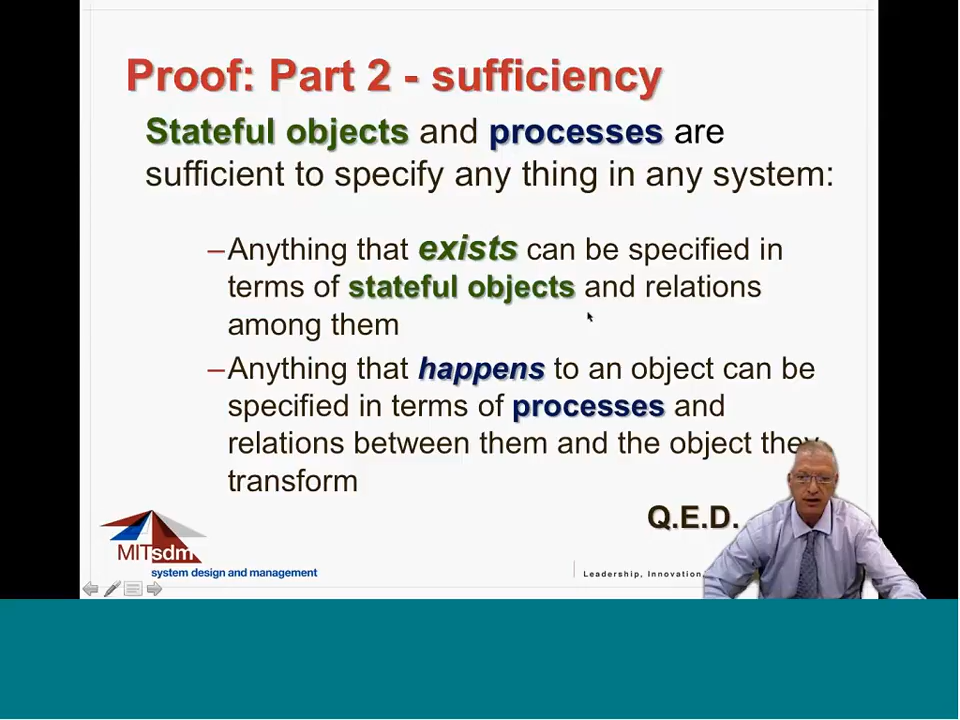 Proof: Part 2 - sufficiency
Stateful objects and processes are
sufficient to specify any thing in any system:
–Anything that exists can be specified in
terms of stateful objects and relations
among them
–Anything that happens to an object can be
specified in terms of processes and
relations between them and the object they
transform
Q.E.D.
MITsdm
system design and management
Leadership, Innovation,